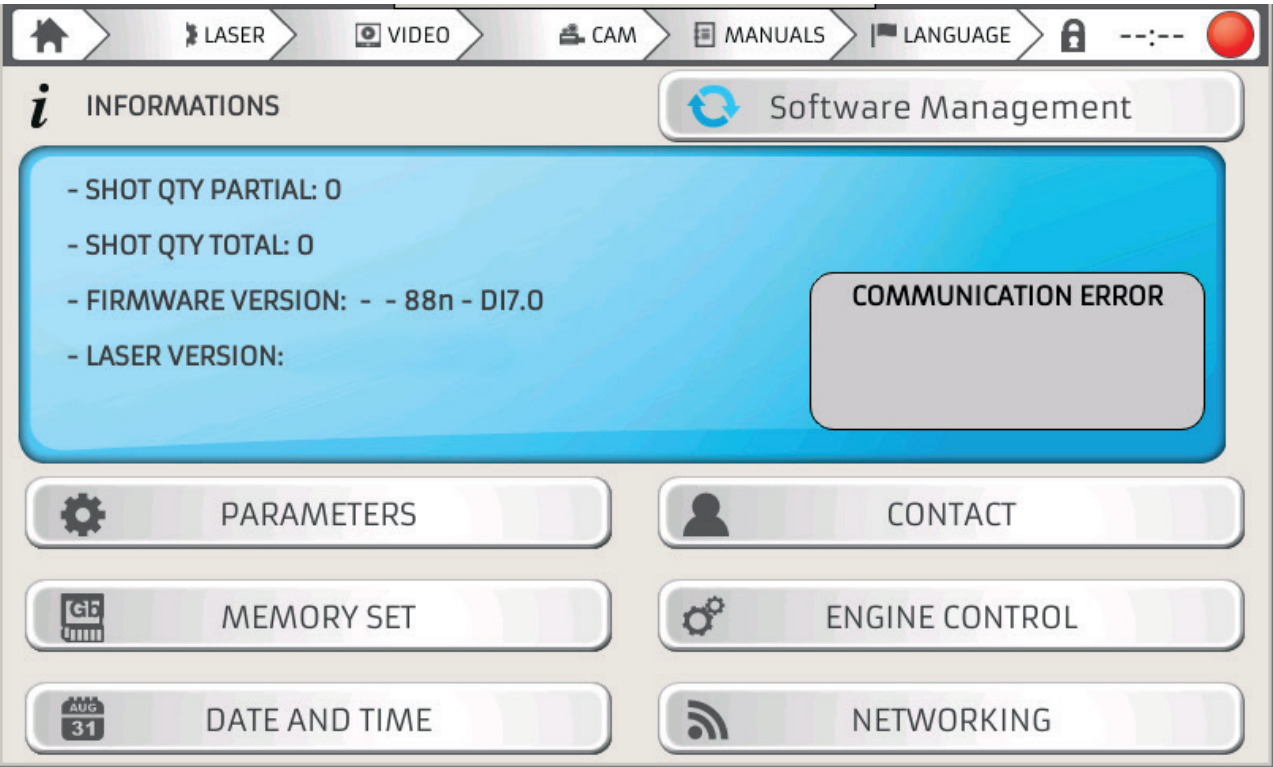 LASER VIDEO CAM MANUALS LANGUAGE --:--
i INFORMATIONS
Software Management
- SHOT QTY PARTIAL: 0
- SHOT QTY TOTAL: 0
- FIRMWARE VERSION: - - 88n - DI7.0
- LASER VERSION:
COMMUNICATION ERROR
PARAMETERS
CONTACT
Gb
MEMORY SET
ENGINE CONTROL
AUG
31
DATE AND TIME
NETWORKING